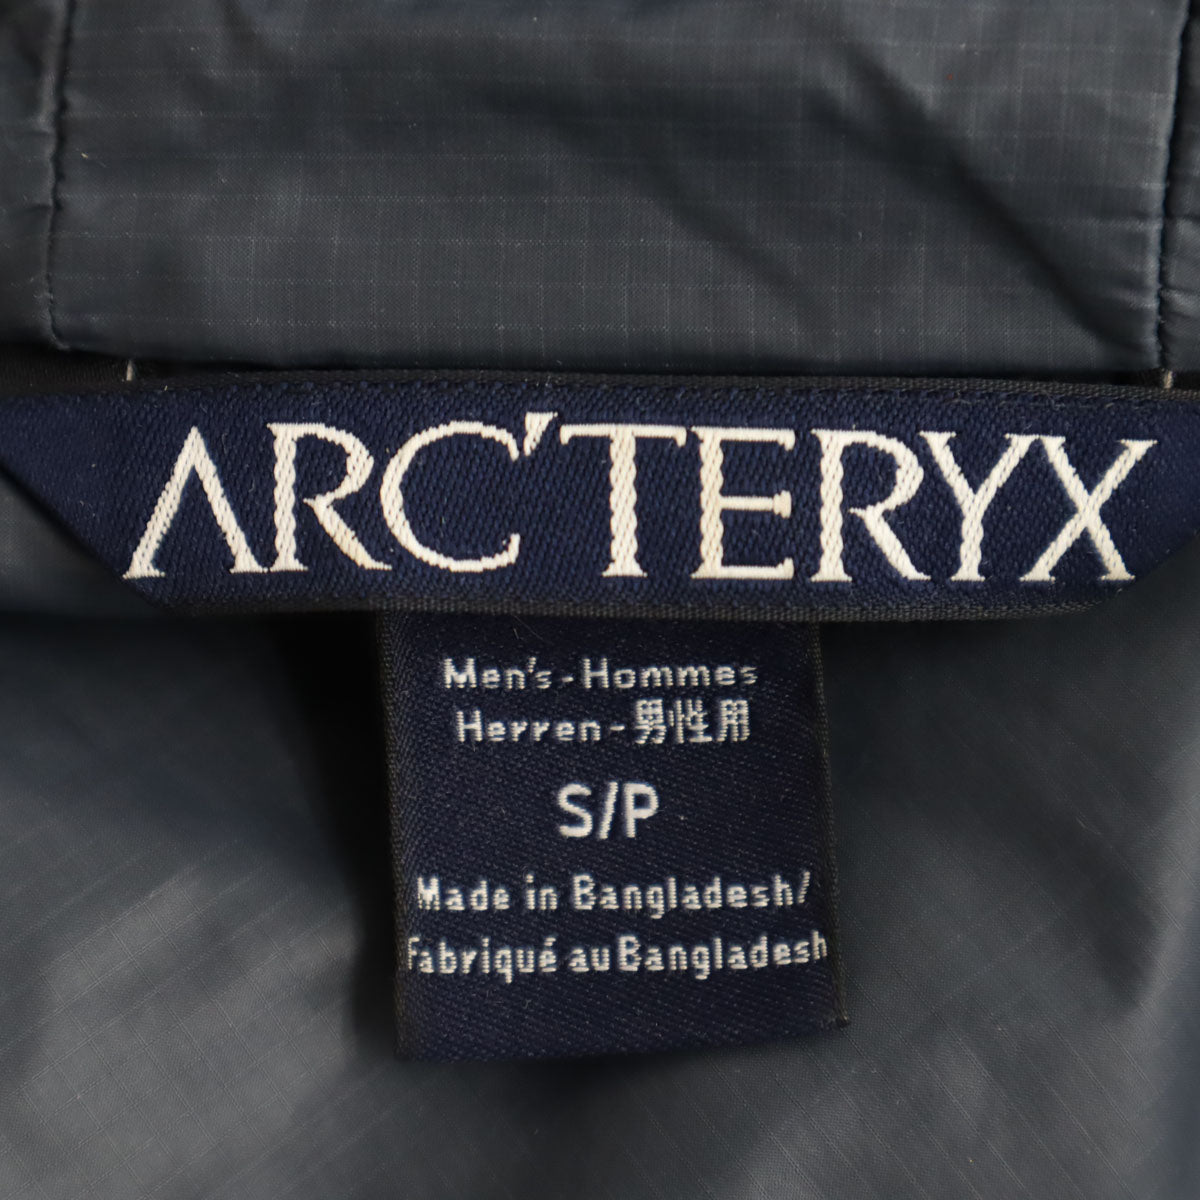 ARC'TERYX
Men's - Hommes
Herren - 男性用
S/P
Made in Bangladesh/
Fabriqué au Bangladesh